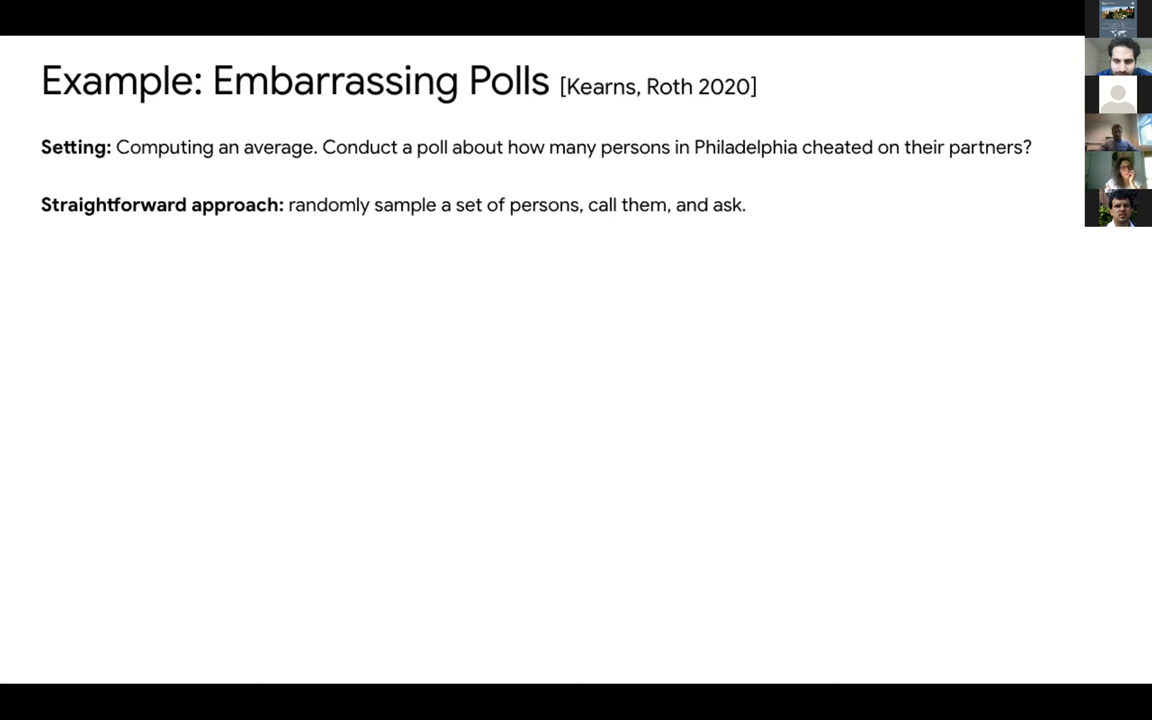 Example: Embarrassing Polls [Kearns, Roth 2020]
Setting: Computing an average. Conduct a poll about how many persons in Philadelphia cheated on their partners?
Straightforward approach: randomly sample a set of persons, call them, and ask.